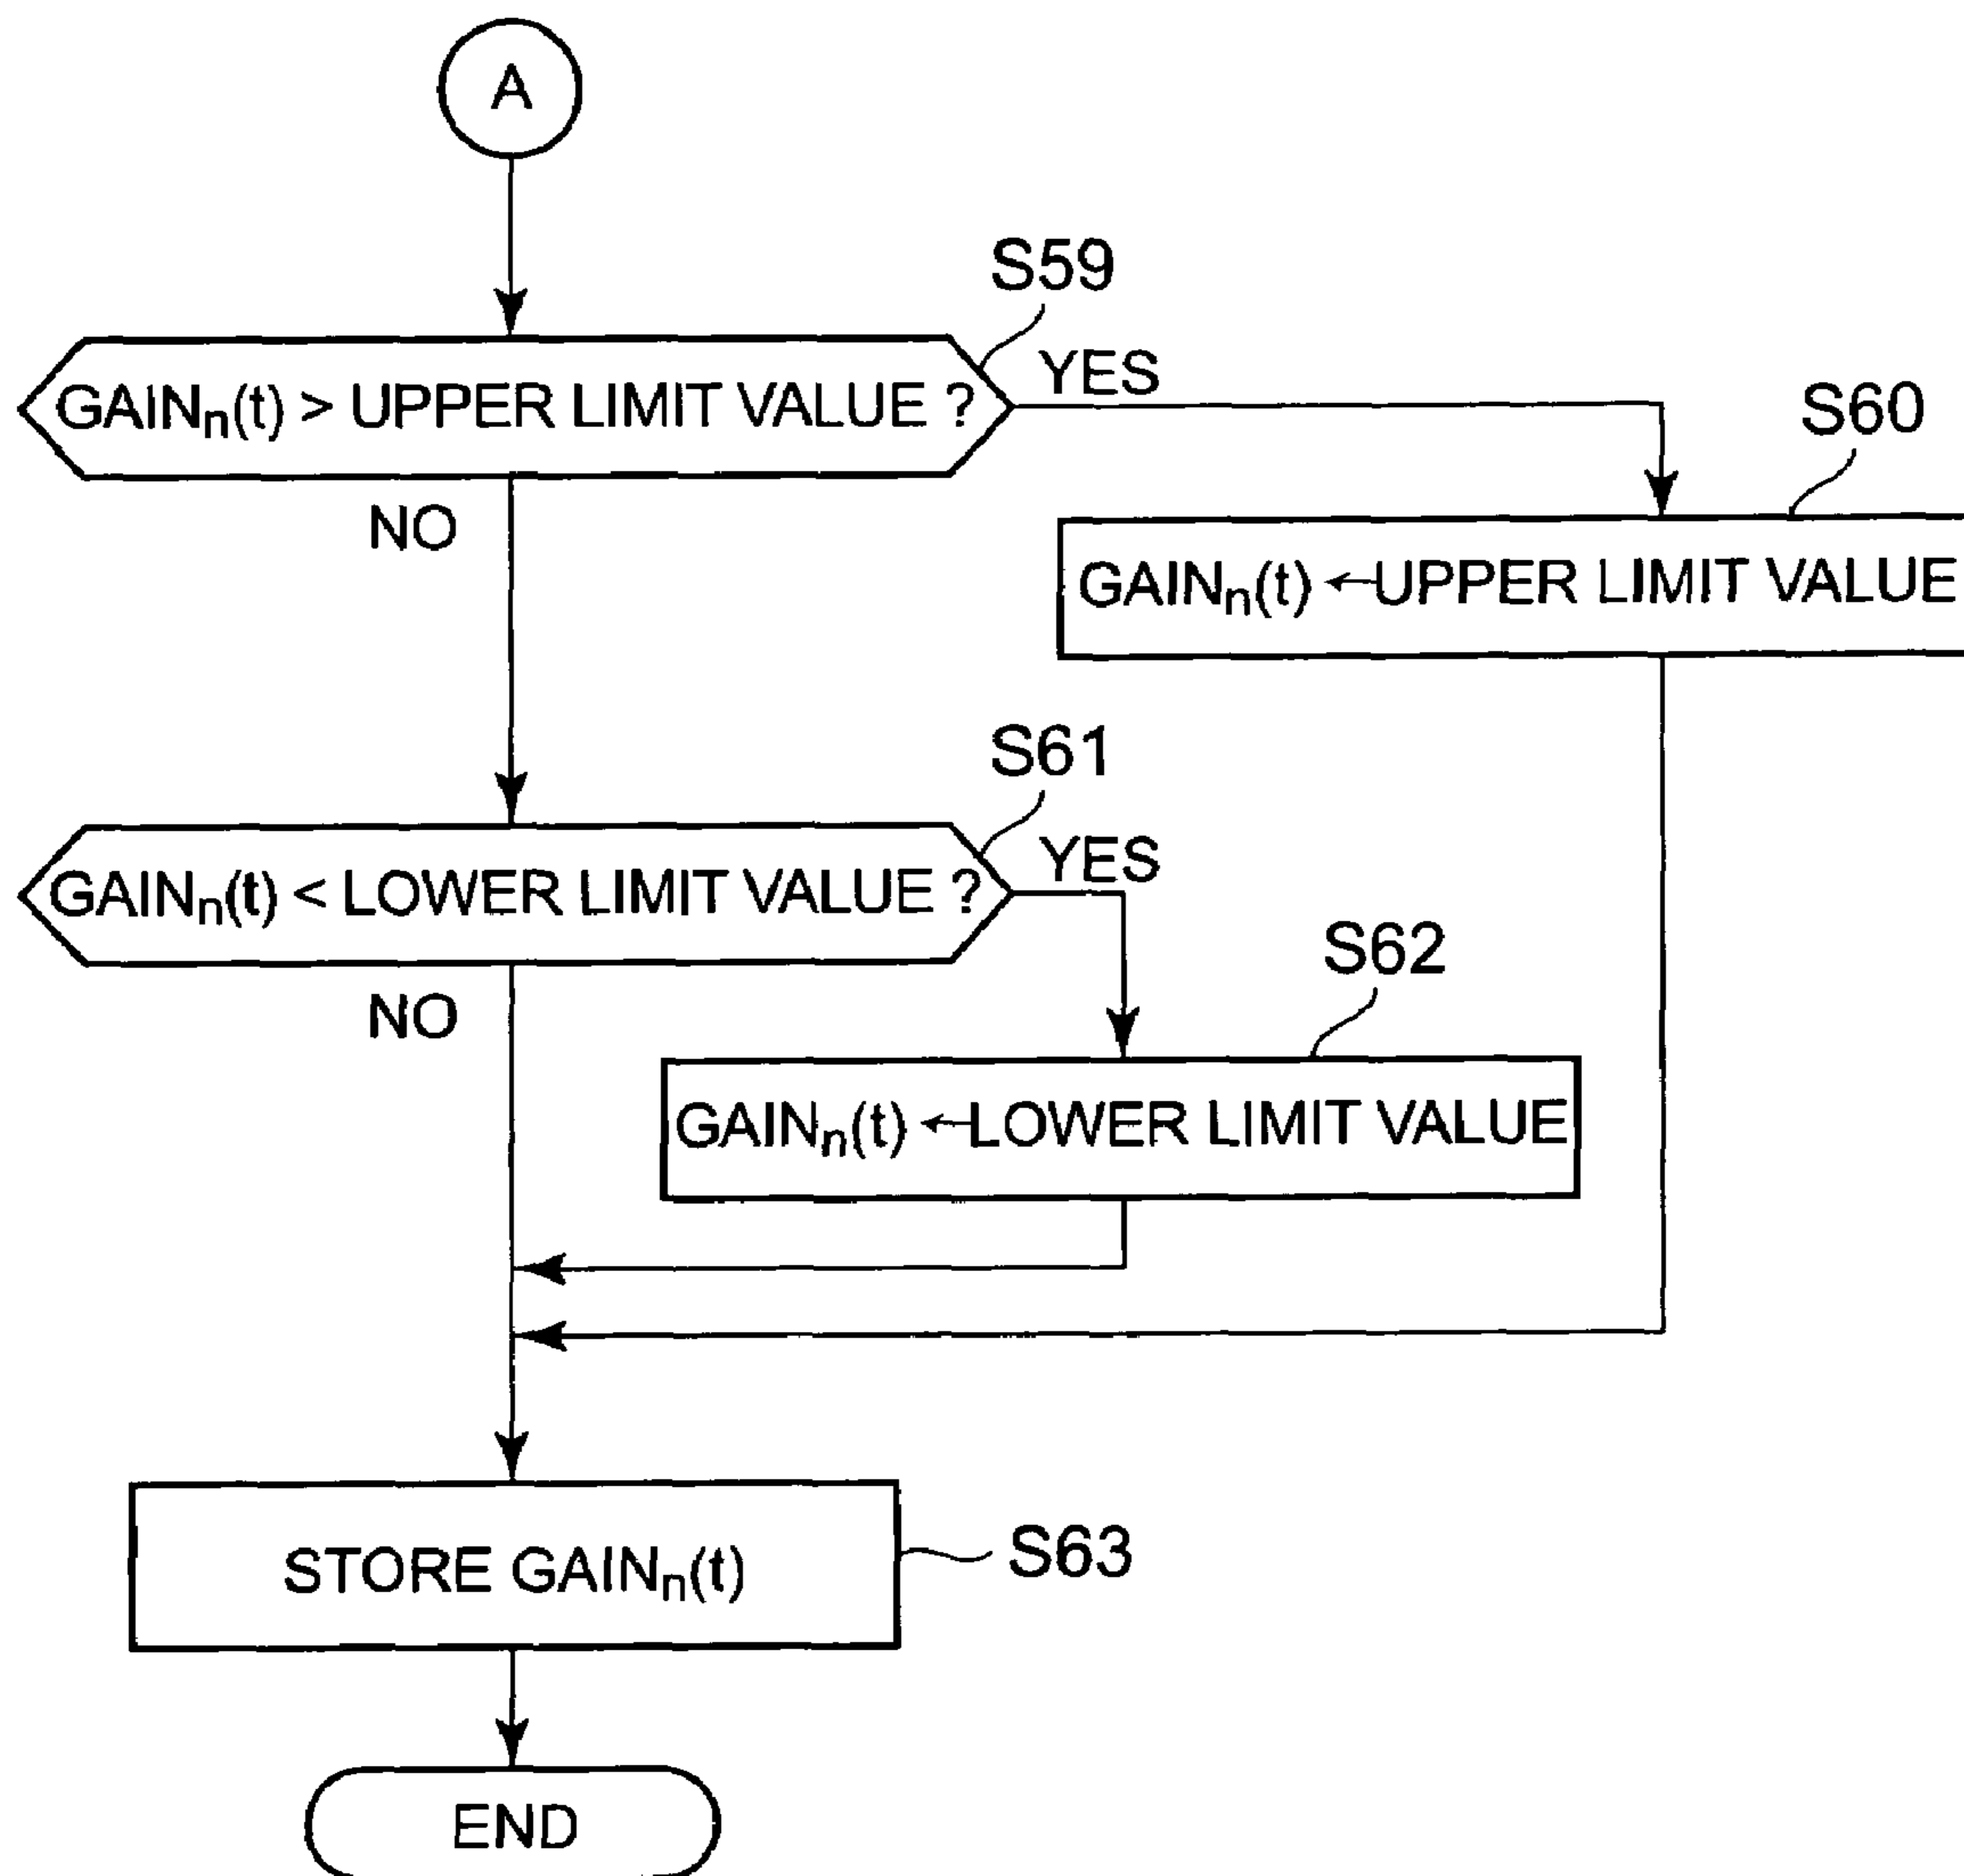 A
S59
GAINn(t) > UPPER LIMIT VALUE ?
YES
S60
NO
GAINn(t) ← UPPER LIMIT VALUE
S61
GAINn(t) < LOWER LIMIT VALUE ?
YES
S62
NO
GAINn(t) ← LOWER LIMIT VALUE
STORE GAINn(t)
S63
END